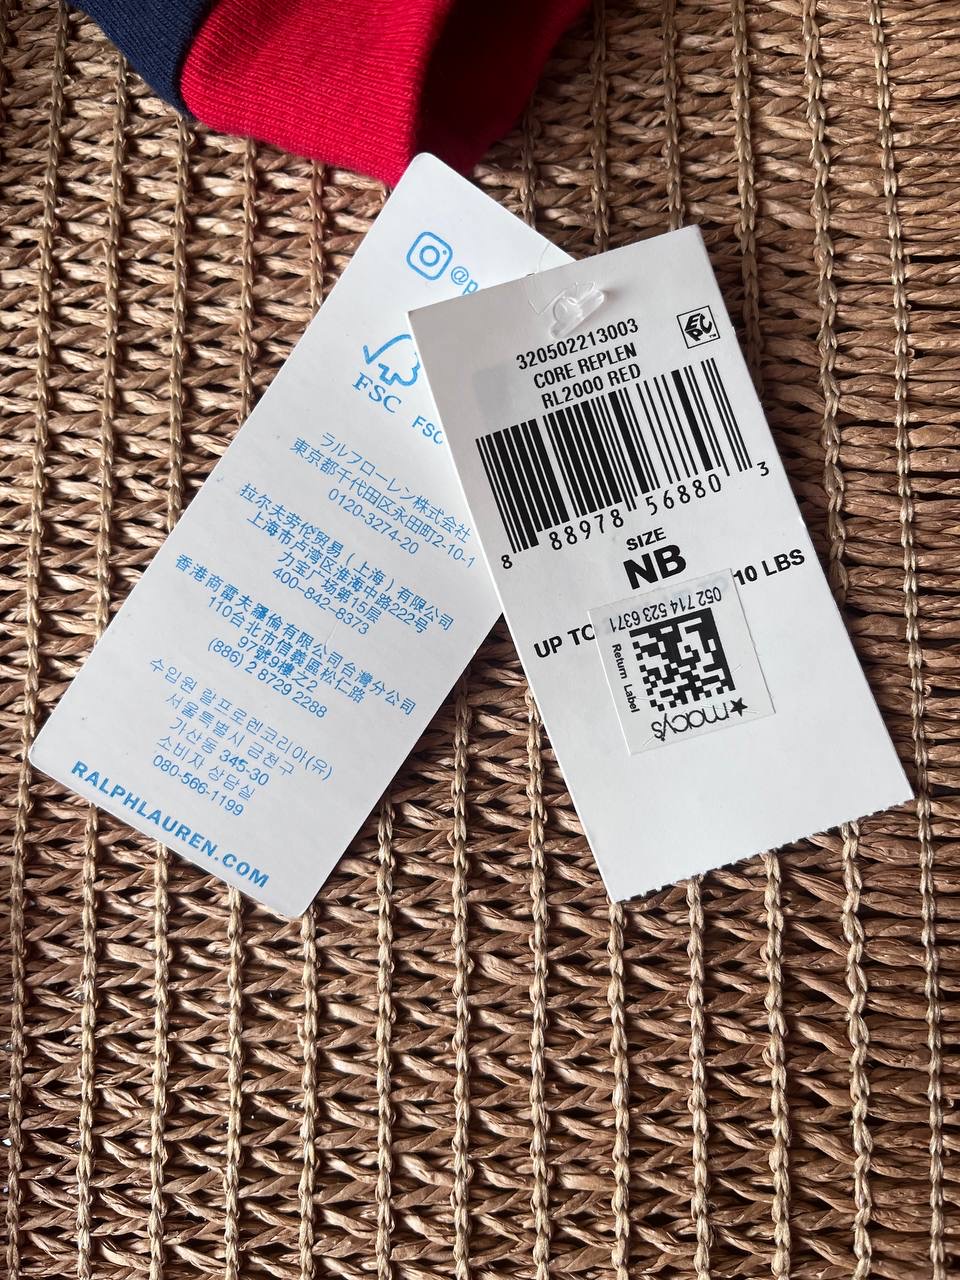 FSC
ラルフローレン株式会社
東京都千代田区永田町2-10-1
0120-3274-20
拉尔夫劳伦贸易（上海）有限公司
上海市卢湾区淮海中路222号
力宝广场第15层
400-842-8373
香港商雷夫羅倫有限公司台灣分公司
110台北市信義區松仁路
97號9樓之2
(886) 2 8729 2288
수입원 랄프로렌코리아(유)
서울특별시 금천구
가산동 345-30
소비자 상담실
080-566-1199
RALPHLAUREN.COM
320502213003
CORE REPLEN
RL2000 RED
EPC
8 88978 56880 3
SIZE
NB
UP TO 10 LBS
052 714 523 6371
Return Label
macys